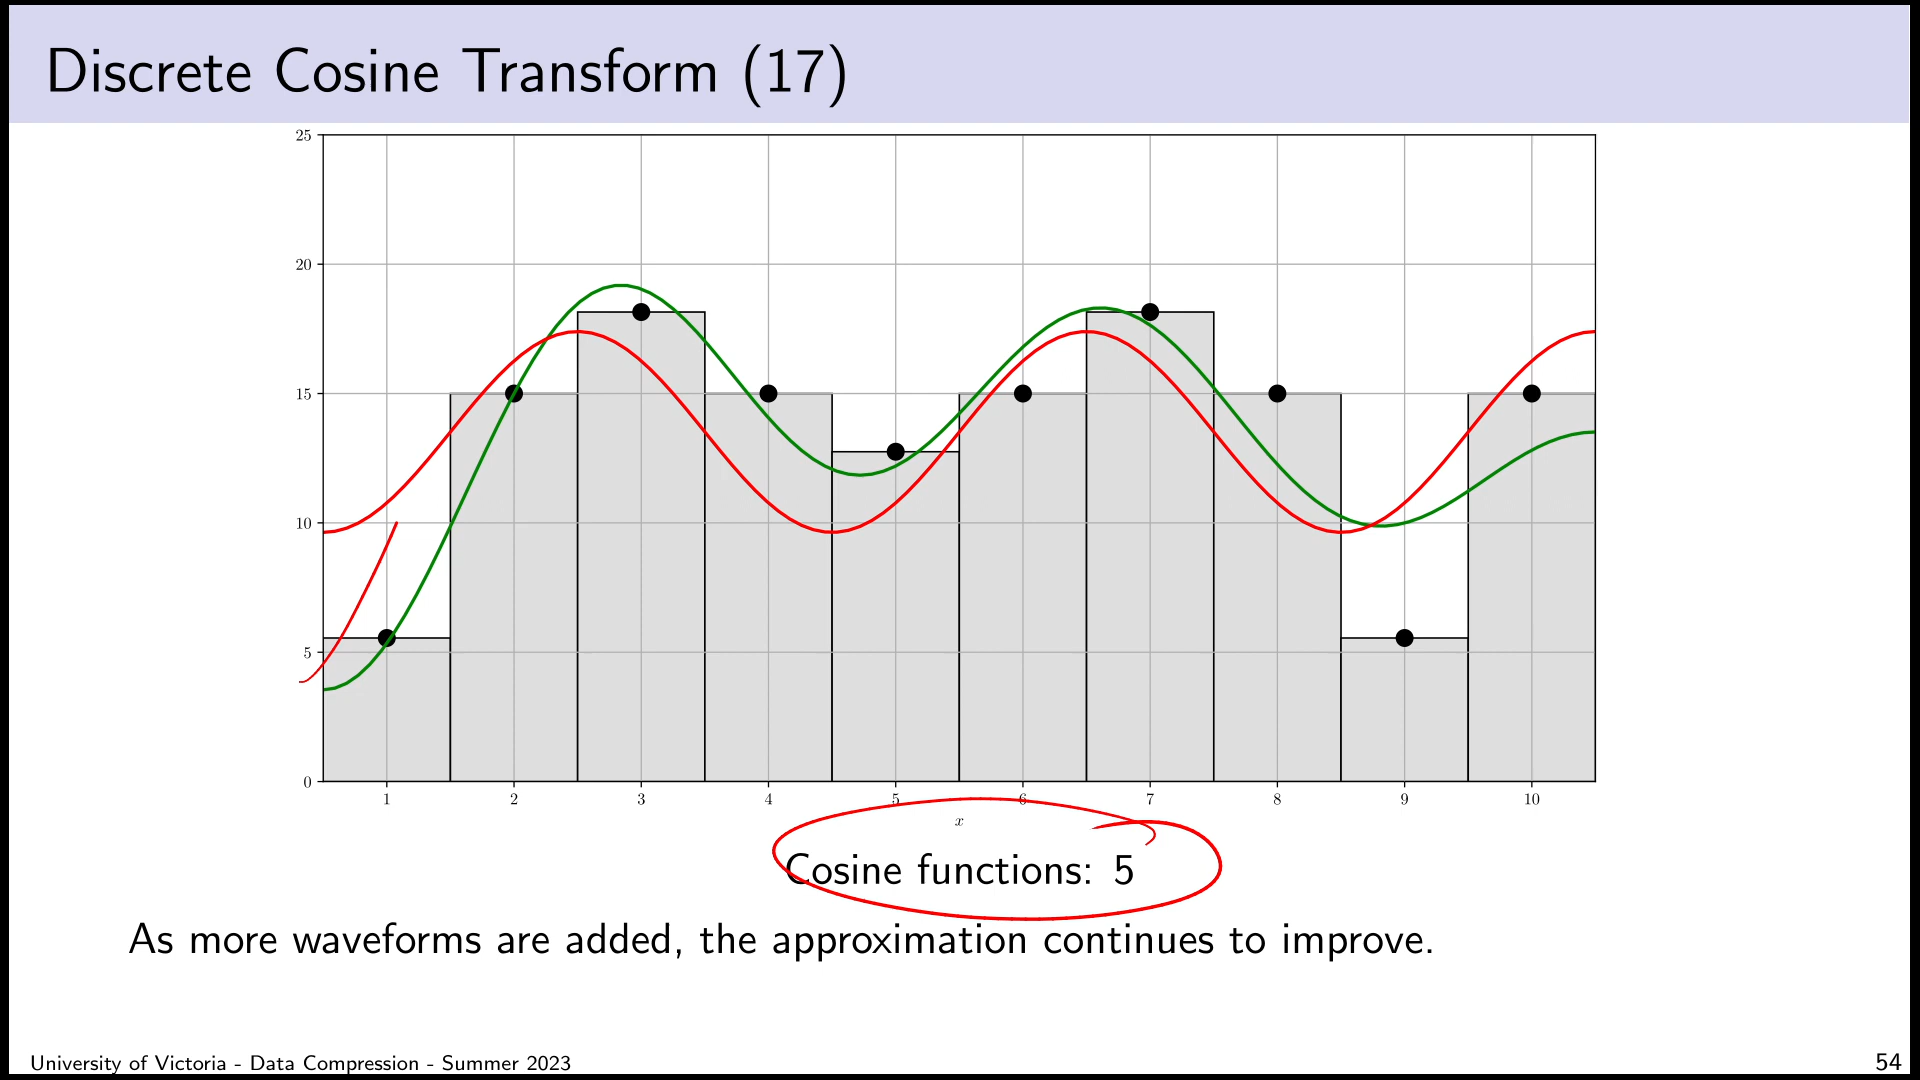 Discrete Cosine Transform (17)
25
20
15
10
5
0
1 2 3 4 5 6 7 8 9 10
x
Cosine functions: 5
As more waveforms are added, the approximation continues to improve.
University of Victoria - Data Compression - Summer 2023
54